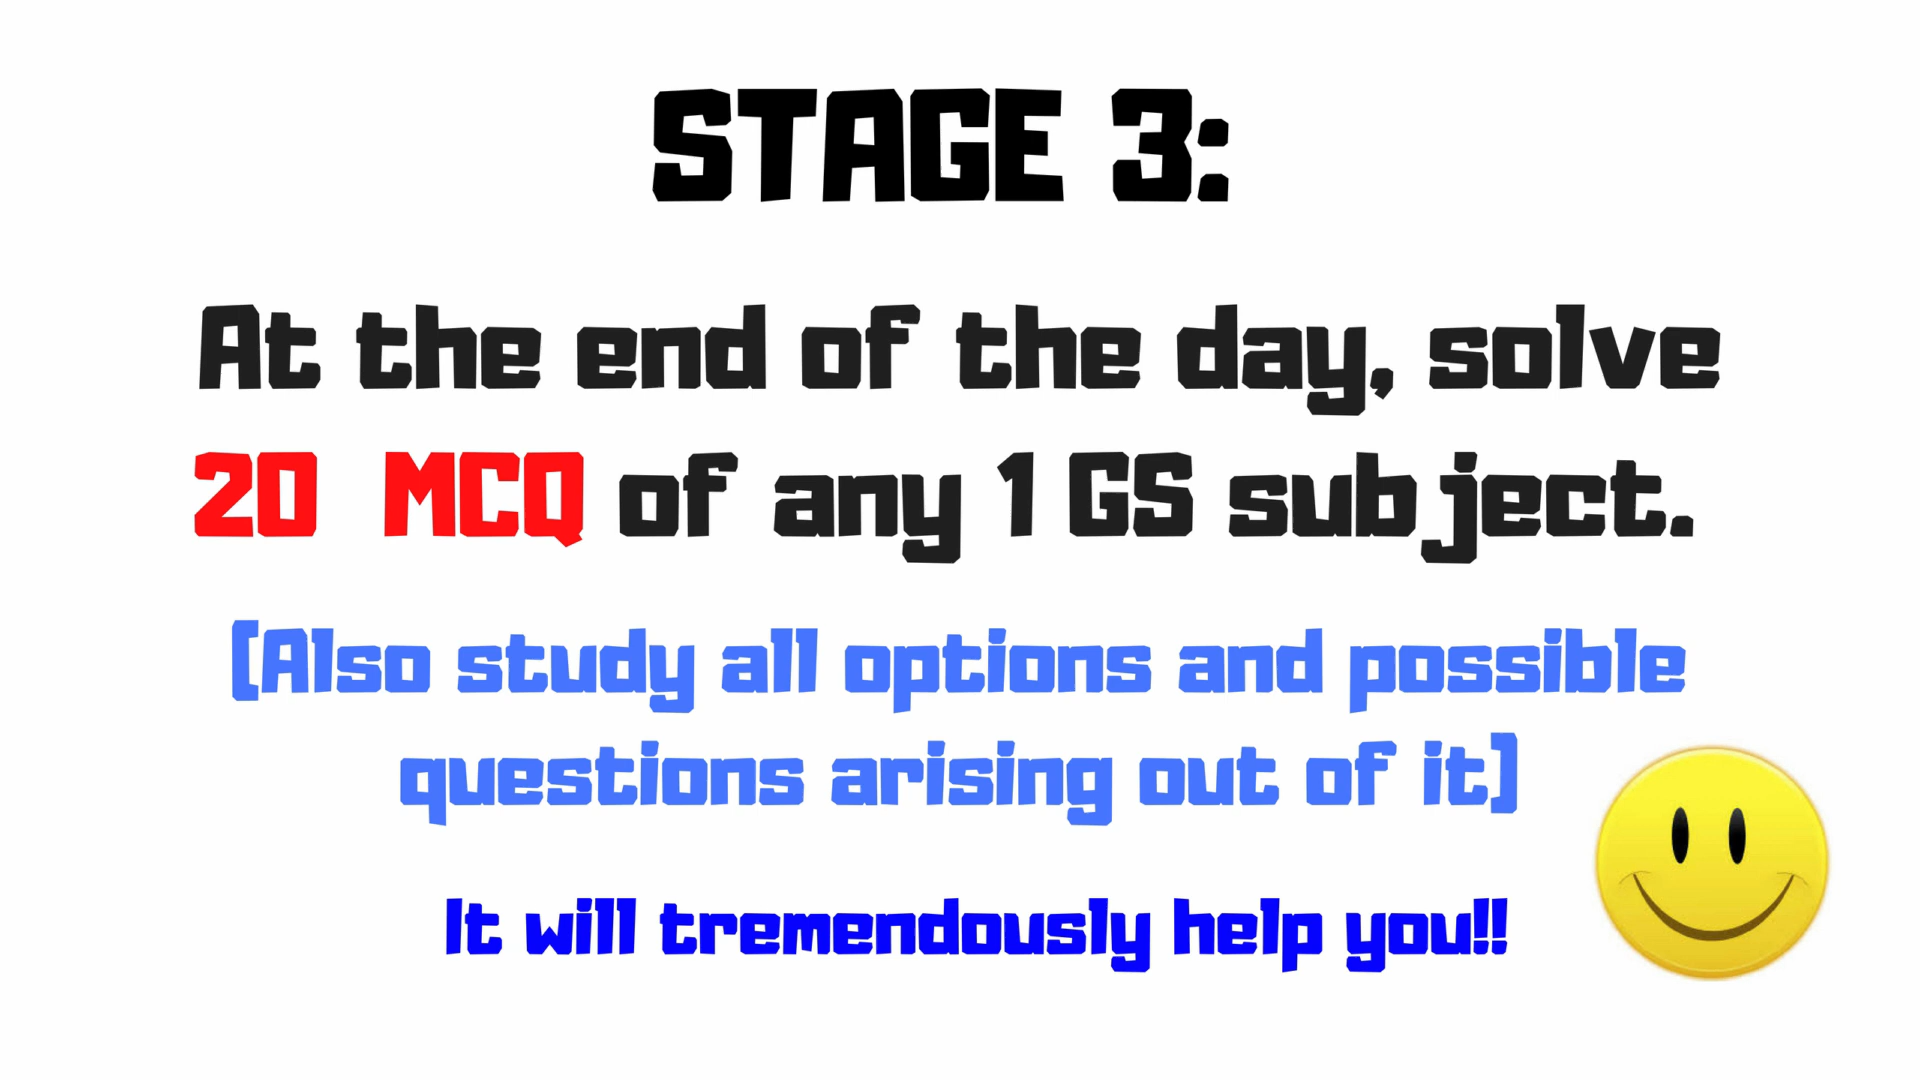 STAGE 3:
At the end of the day, solve
20 MCQ of any 1 GS subject.
[Also study all options and possible
questions arising out of it]
It will tremendously help you!!